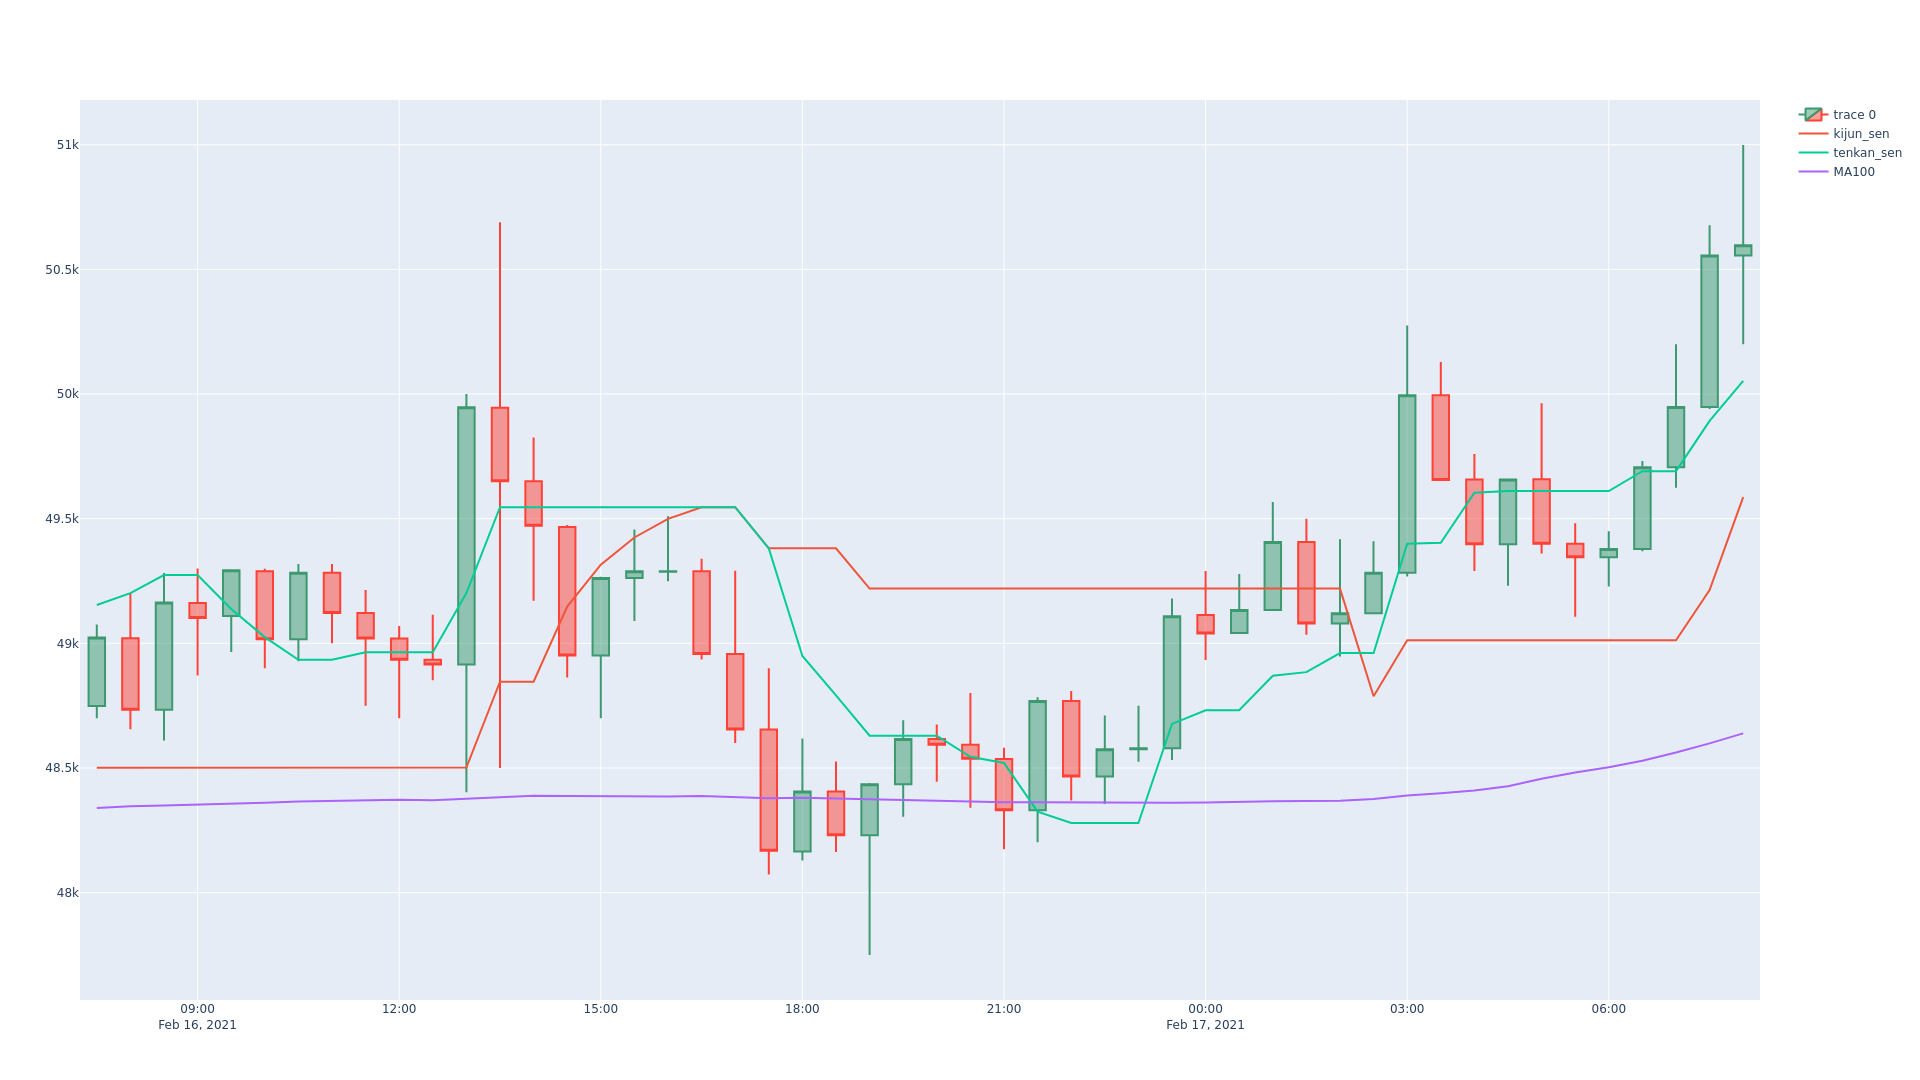 51k
50.5k
50k
49.5k
49k
48.5k
48k
09:00
Feb 16, 2021
12:00
15:00
18:00
21:00
00:00
Feb 17, 2021
03:00
06:00
trace 0
kijun_sen
tenkan_sen
MA100